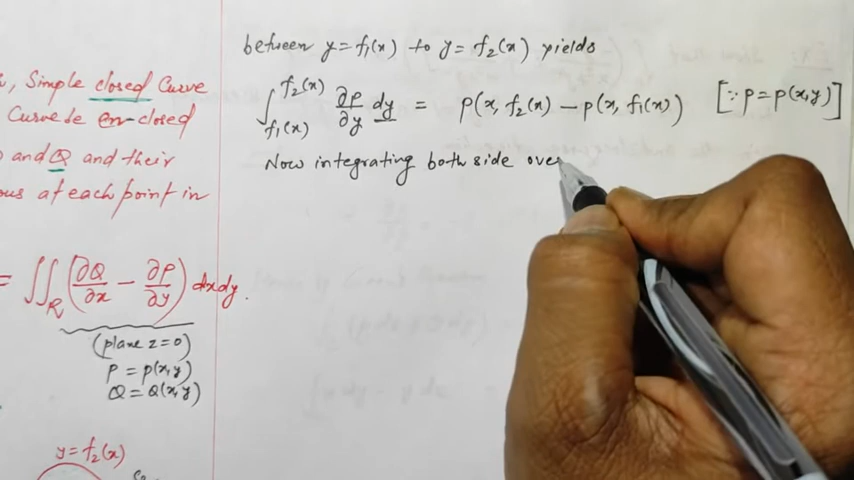 , Simple closed Curve
Curve de en-closed
and Q and their
ous at each point in
= ∬_R (∂Q/∂x − ∂P/∂y) dxdy.
(plane z=0)
P = P(x,y)
Q = Q(x,y)
y = f₂(x)
between y = f₁(x) to y = f₂(x) yields
∫_{f₁(x)}^{f₂(x)} ∂P/∂y dy = P(x, f₂(x) − P(x, f₁(x)) [∵ P = P(x,y)]
Now integrating both side over